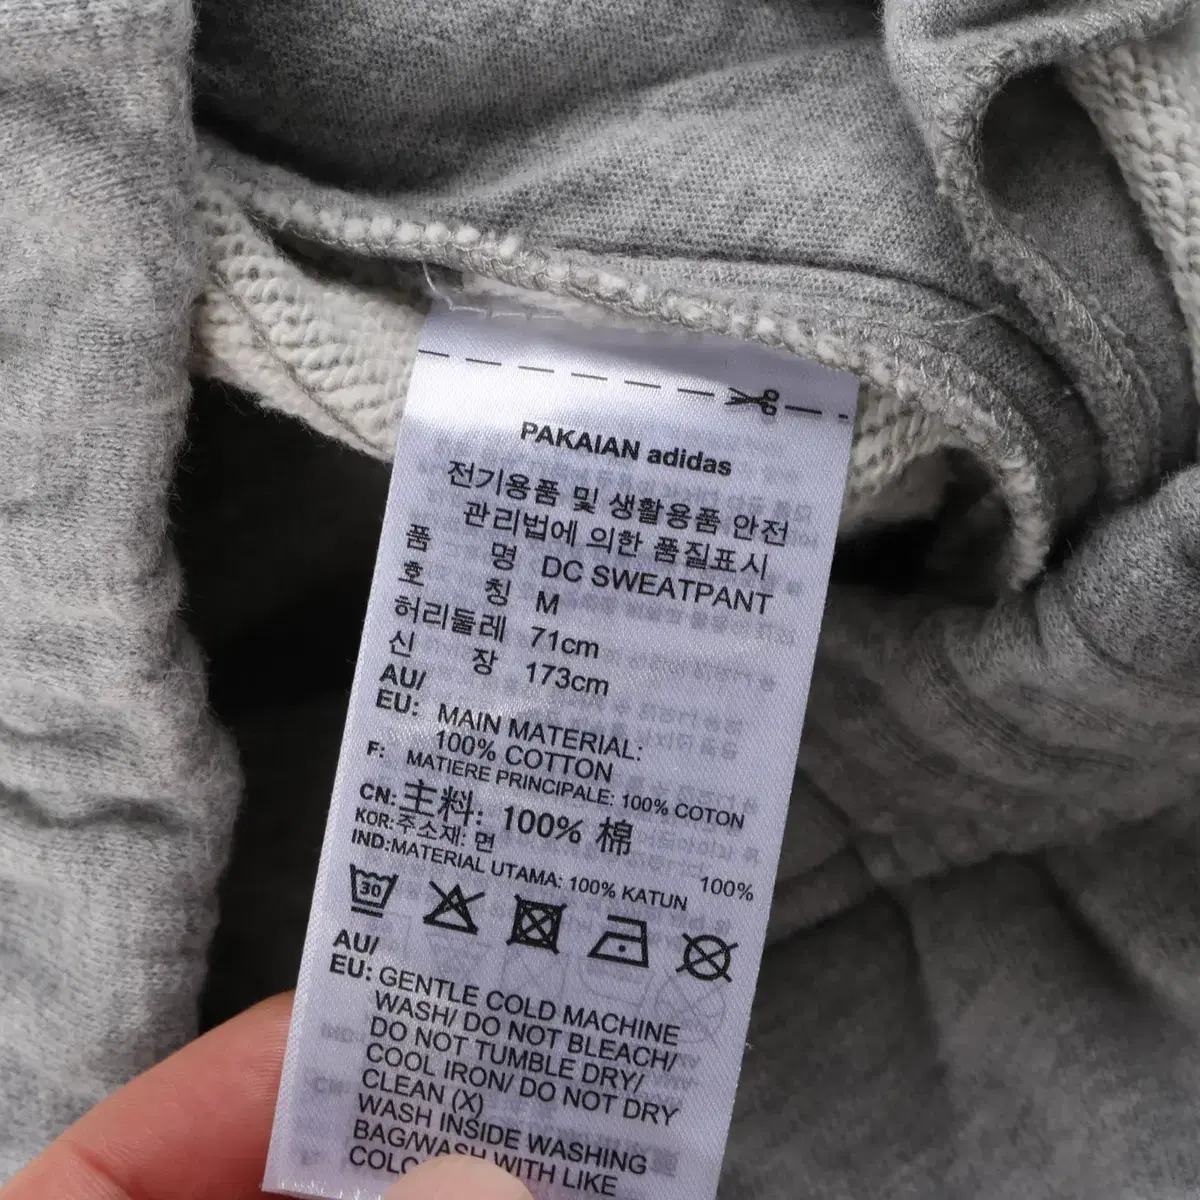 PAKAIAN adidas
전기용품 및 생활용품 안전
관리법에 의한 품질표시
품 명 DC SWEATPANT
호 칭 M
허리둘레 71cm
신 장 173cm
AU/
EU: MAIN MATERIAL:
100% COTTON
F: MATIERE PRINCIPALE: 100% COTON
CN: 主料: 100% 棉
KOR: 주소재: 면 100%
IND: MATERIAL UTAMA: 100% KATUN
30
AU/
EU: GENTLE COLD MACHINE
WASH/ DO NOT BLEACH/
DO NOT TUMBLE DRY/
COOL IRON/ DO NOT DRY
CLEAN (X)
WASH INSIDE WASHING
BAG/WASH WITH LIKE